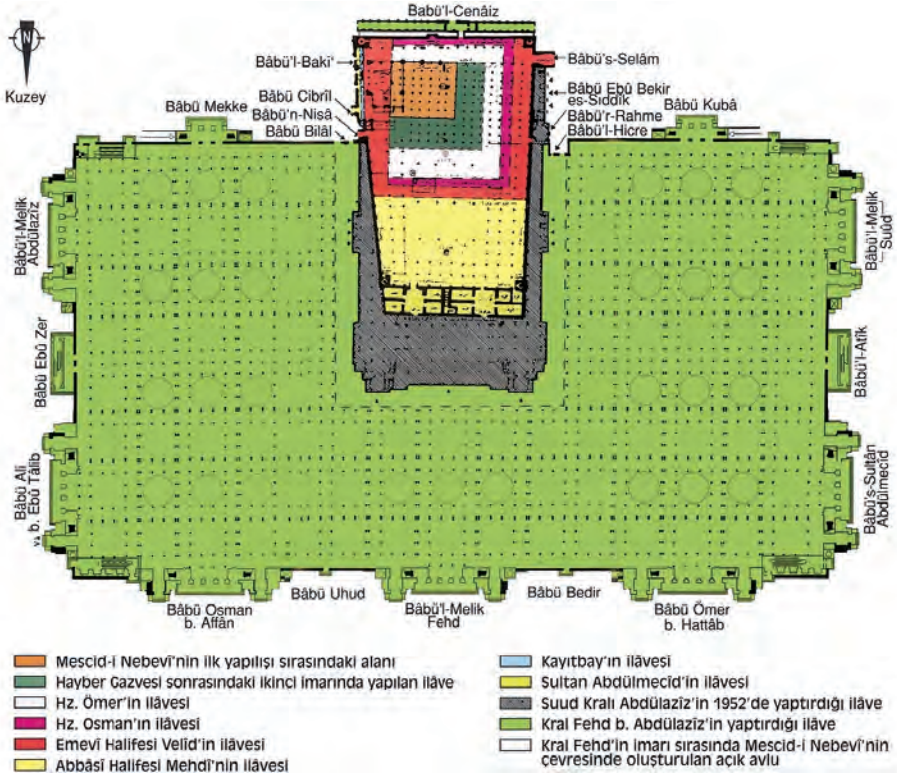 Babü'l-Cenâiz
N
Kuzey
Bâbü'l-Baki'
Bâbü's-Selâm
Bâbü Cibrîl
Bâbü Ebû Bekir
es-Sıddîk
Bâbü Mekke
Bâbü'n-Nisâ
Bâbü'r-Rahme
Bâbü Kubâ
Bâbü Bilâl
Bâbü'l-Hicre
Bâbü'l-Melik
Abdülazîz
Bâbü'l-Melik
Suûd
Bâbü Ebû Zer
Bâbü'l-Atîk
Bâbü Ali
b. Ebû Tâlib
Bâbü's-Sultân
Abdülmecîd
Bâbü Osman
b. Affân
Bâbü Uhud
Bâbü'l-Melik
Fehd
Bâbü Bedir
Bâbü Ömer
b. Hattâb
Mescid-i Nebevî'nin ilk yapılışı sırasındaki alanı
Hayber Gazvesi sonrasındaki ikinci imarında yapılan ilâve
Hz. Ömer'in ilâvesi
Hz. Osman'ın ilâvesi
Emevî Halifesi Velîd'in ilâvesi
Abbâsî Halifesi Mehdî'nin ilâvesi
Kayıtbay'ın ilâvesi
Sultan Abdülmecid'in ilâvesi
Suud Kralı Abdülazîz'in 1952'de yaptırdığı ilâve
Kral Fehd b. Abdülazîz'in yaptırdığı ilâve
Kral Fehd'in imarı sırasında Mescid-i Nebevî'nin
çevresinde oluşturulan açık avlu